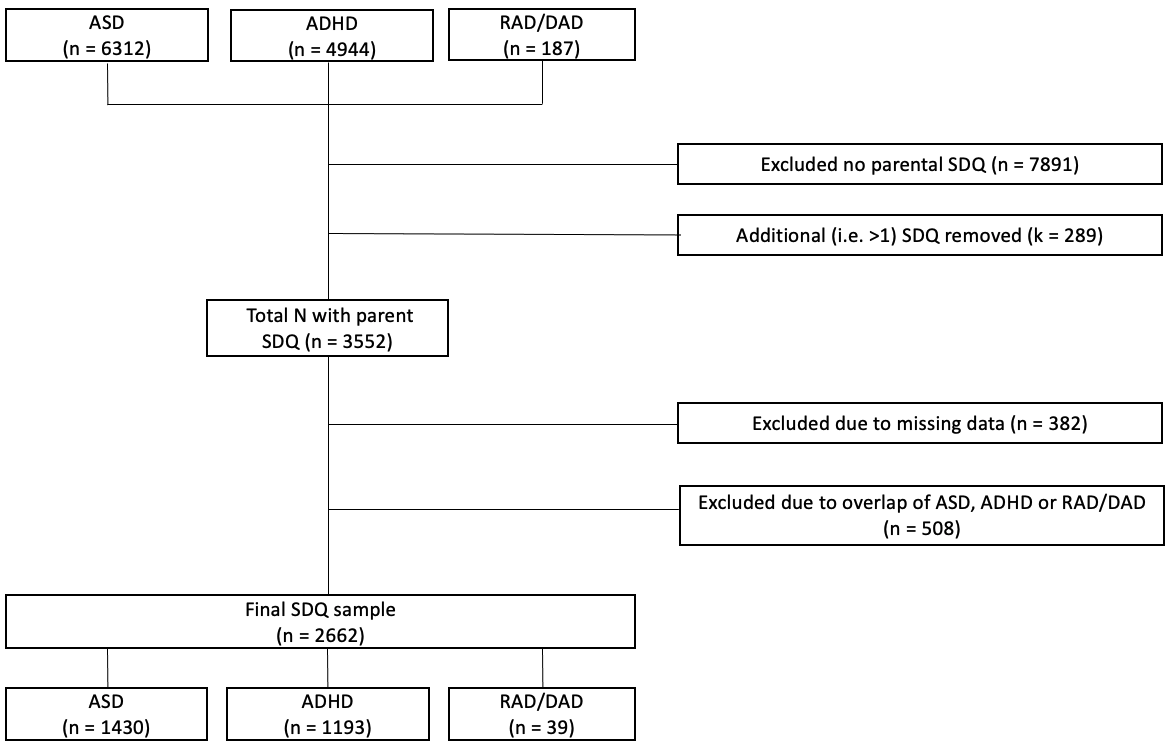 ASD
(n = 6312)
ADHD
(n = 4944)
RAD/DAD
(n = 187)
Excluded no parental SDQ (n = 7891)
Additional (i.e. >1) SDQ removed (k = 289)
Total N with parent
SDQ (n = 3552)
Excluded due to missing data (n = 382)
Excluded due to overlap of ASD, ADHD or RAD/DAD
(n = 508)
Final SDQ sample
(n = 2662)
ASD
(n = 1430)
ADHD
(n = 1193)
RAD/DAD
(n = 39)